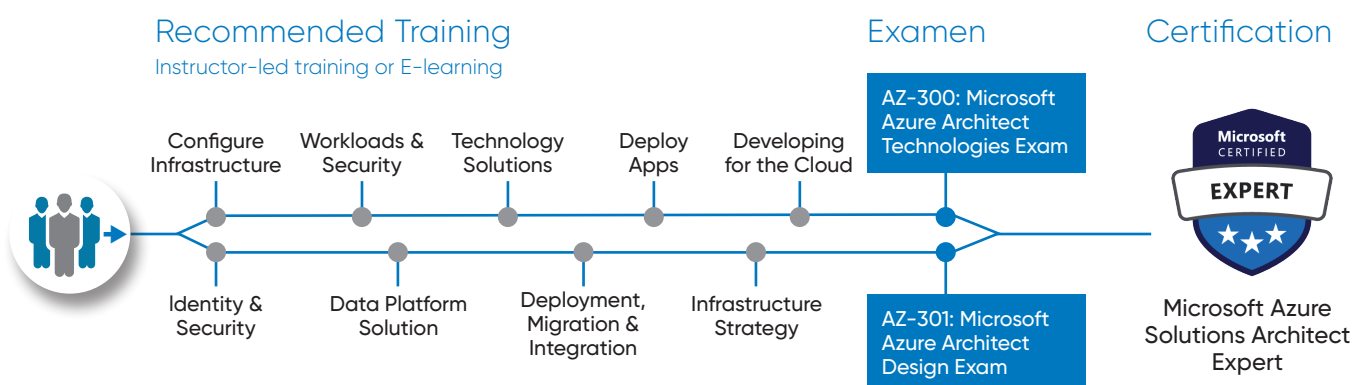 Recommended Training
Instructor-led training or E-learning
Examen
Certification
AZ-300: Microsoft
Azure Architect
Technologies Exam
Configure
Infrastructure
Workloads &
Security
Technology
Solutions
Deploy
Apps
Developing
for the Cloud
Microsoft
CERTIFIED
EXPERT
Identity &
Security
Data Platform
Solution
Deployment,
Migration &
Integration
Infrastructure
Strategy
AZ-301: Microsoft
Azure Architect
Design Exam
Microsoft Azure
Solutions Architect
Expert